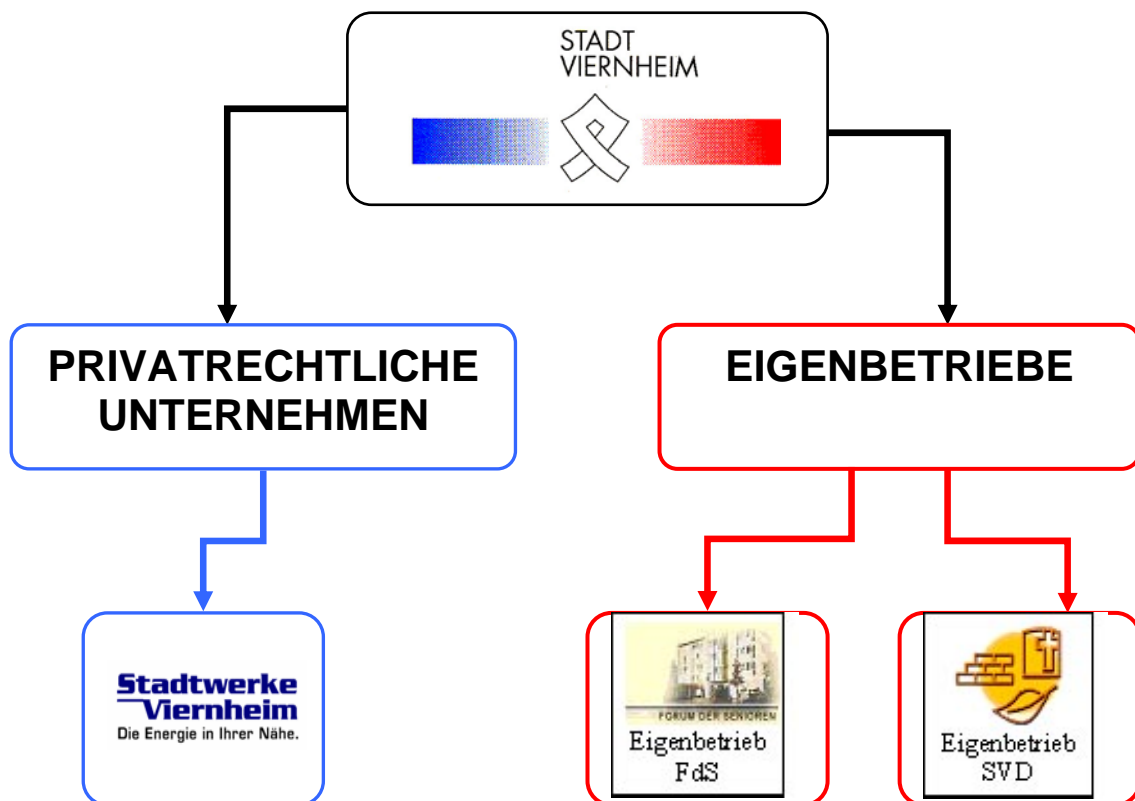 STADT
VIERNHEIM
PRIVATRECHTLICHE
UNTERNEHMEN
EIGENBETRIEBE
Stadtwerke
Viernheim
Die Energie in Ihrer Nähe.
FORUM DER SENIOREN
Eigenbetrieb
FdS
Eigenbetrieb
SVD